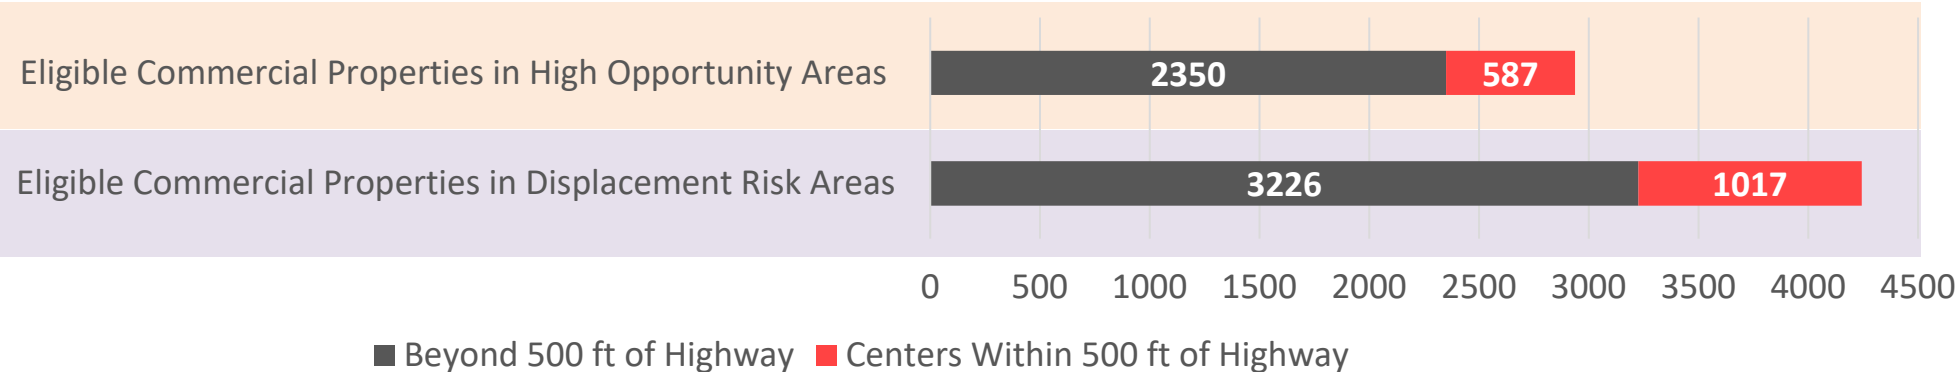 Eligible Commercial Properties in High Opportunity Areas 2350 587
Eligible Commercial Properties in Displacement Risk Areas 3226 1017
0 500 1000 1500 2000 2500 3000 3500 4000 4500
Beyond 500 ft of Highway Centers Within 500 ft of Highway